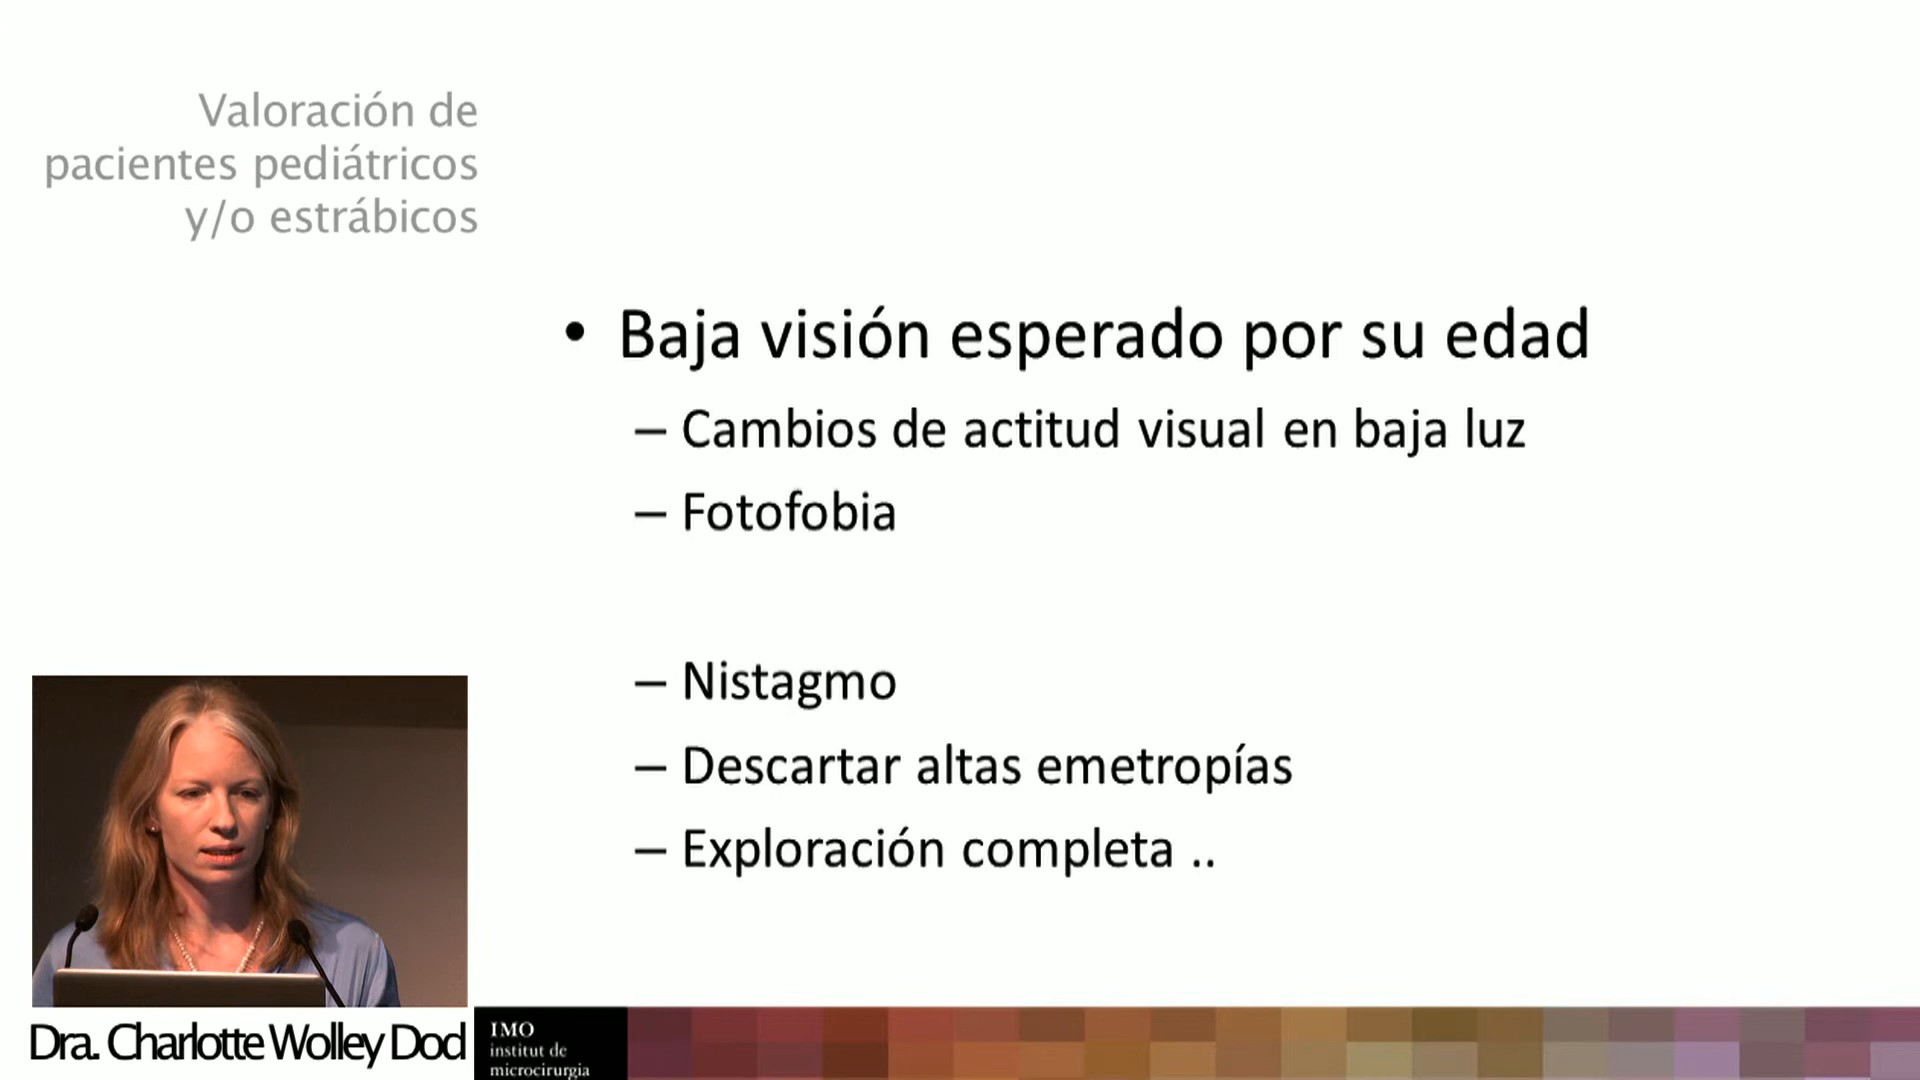 Valoración de
pacientes pediátricos
y/o estrábicos
• Baja visión esperado por su edad
– Cambios de actitud visual en baja luz
– Fotofobia
– Nistagmo
– Descartar altas emetropías
– Exploración completa ..
Dra. Charlotte Wolley Dod
IMO
institut de
microcirurgia